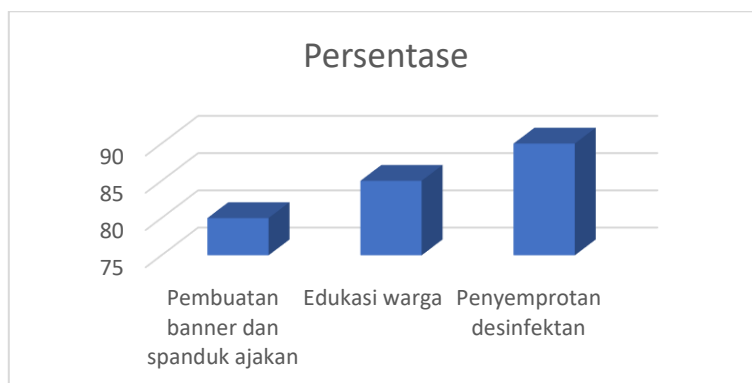 Persentase
90
85
80
75
Pembuatan
banner dan
spanduk ajakan
Edukasi warga
Penyemprotan
desinfektan